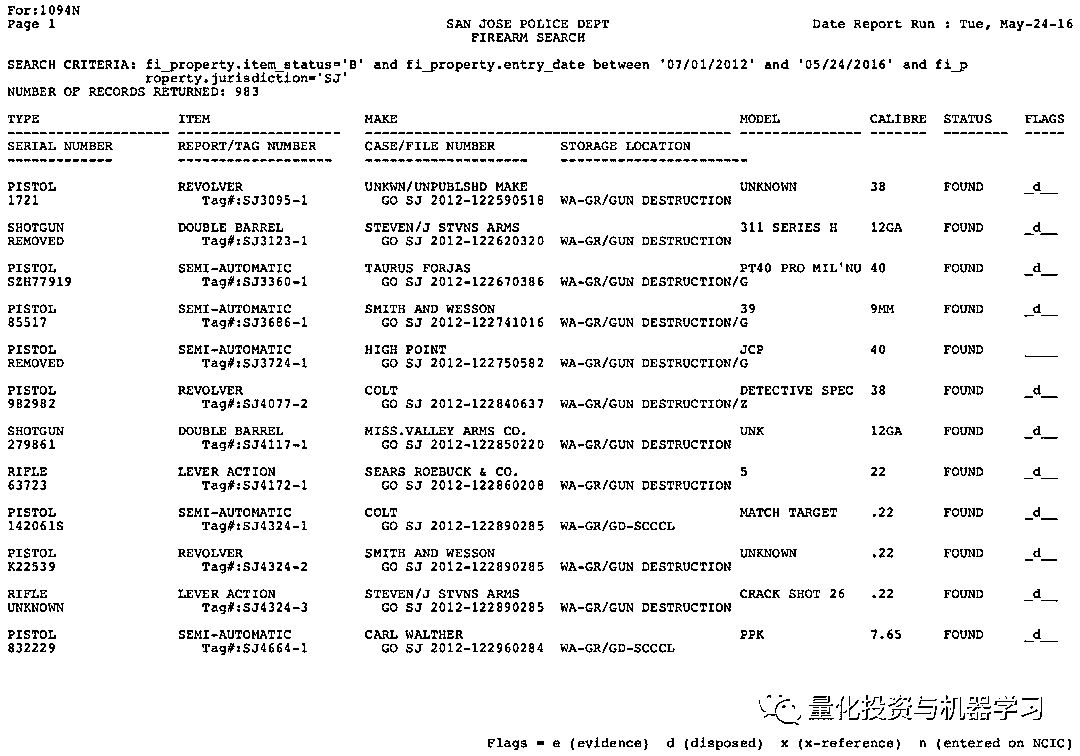 For:1094N
Page 1 SAN JOSE POLICE DEPT Date Report Run : Tue, May-24-16
FIREARM SEARCH
SEARCH CRITERIA: fi_property.item_status='B' and fi_property.entry_date between '07/01/2012' and '05/24/2016' and fi_p
roperty.jurisdiction='SJ'
NUMBER OF RECORDS RETURNED: 983
TYPE ITEM MAKE MODEL CALIBRE STATUS FLAGS
SERIAL NUMBER REPORT/TAG NUMBER CASE/FILE NUMBER STORAGE LOCATION
PISTOL REVOLVER UNKWN/UNPUBLSHD MAKE UNKNOWN 38 FOUND _d__
1721 Tag#:SJ3095-1 GO SJ 2012-122590518 WA-GR/GUN DESTRUCTION
SHOTGUN DOUBLE BARREL STEVEN/J STVNS ARMS 311 SERIES H 12GA FOUND _d__
REMOVED Tag#:SJ3123-1 GO SJ 2012-122620320 WA-GR/GUN DESTRUCTION
PISTOL SEMI-AUTOMATIC TAURUS FORJAS PT40 PRO MIL'NU 40 FOUND _d__
SZH77919 Tag#:SJ3360-1 GO SJ 2012-122670386 WA-GR/GUN DESTRUCTION/G
PISTOL SEMI-AUTOMATIC SMITH AND WESSON 39 9MM FOUND _d__
85517 Tag#:SJ3686-1 GO SJ 2012-122741016 WA-GR/GUN DESTRUCTION/G
PISTOL SEMI-AUTOMATIC HIGH POINT JCP 40 FOUND ____
REMOVED Tag#:SJ3724-1 GO SJ 2012-122750582 WA-GR/GUN DESTRUCTION/G
PISTOL REVOLVER COLT DETECTIVE SPEC 38 FOUND _d__
9B2982 Tag#:SJ4077-2 GO SJ 2012-122840637 WA-GR/GUN DESTRUCTION/Z
SHOTGUN DOUBLE BARREL MISS.VALLEY ARMS CO. UNK 12GA FOUND _d__
279861 Tag#:SJ4117-1 GO SJ 2012-122850220 WA-GR/GUN DESTRUCTION
RIFLE LEVER ACTION SEARS ROEBUCK & CO. 5 22 FOUND _d__
63723 Tag#:SJ4172-1 GO SJ 2012-122860208 WA-GR/GUN DESTRUCTION
PISTOL SEMI-AUTOMATIC COLT MATCH TARGET .22 FOUND _d__
142061S Tag#:SJ4324-1 GO SJ 2012-122890285 WA-GR/GD-SCCCL
PISTOL REVOLVER SMITH AND WESSON UNKNOWN .22 FOUND _d__
K22539 Tag#:SJ4324-2 GO SJ 2012-122890285 WA-GR/GUN DESTRUCTION
RIFLE LEVER ACTION STEVEN/J STVNS ARMS CRACK SHOT 26 .22 FOUND _d__
UNKNOWN Tag#:SJ4324-3 GO SJ 2012-122890285 WA-GR/GUN DESTRUCTION
PISTOL SEMI-AUTOMATIC CARL WALTHER PPK 7.65 FOUND _d__
832229 Tag#:SJ4664-1 GO SJ 2012-122960284 WA-GR/GD-SCCCL
量化投资与机器学习
Flags = e (evidence) d (disposed) x (x-reference) n (entered on NCIC)